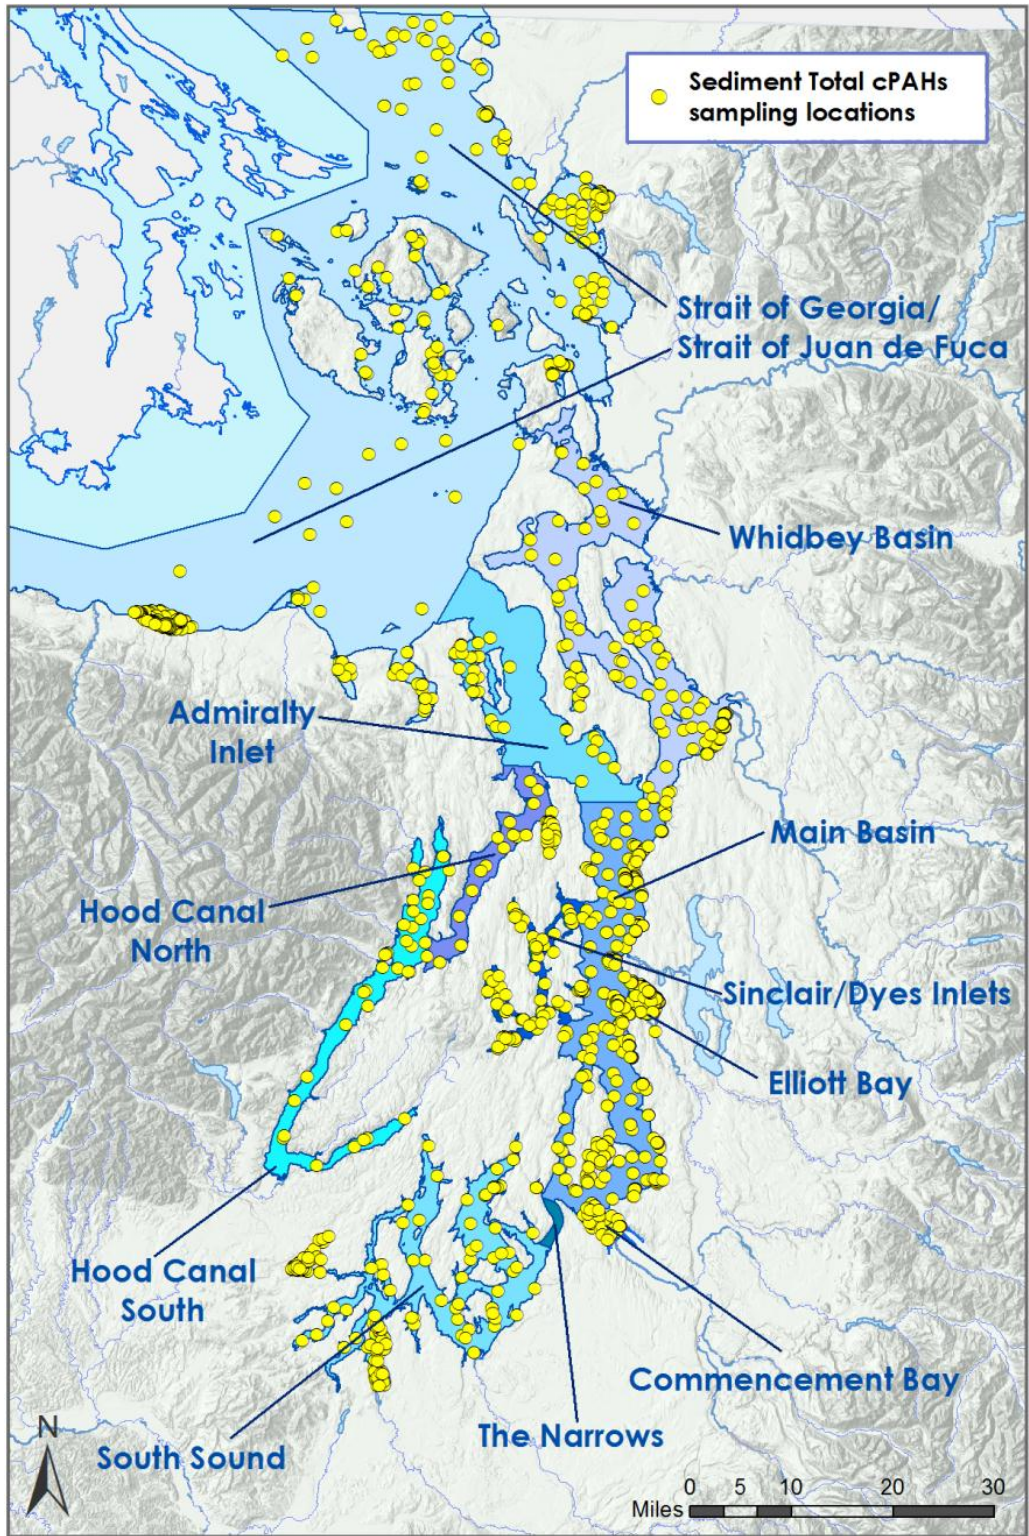 Sediment Total cPAHs
sampling locations
Strait of Georgia/
Strait of Juan de Fuca
Whidbey Basin
Admiralty
Inlet
Main Basin
Hood Canal
North
Sinclair/Dyes Inlets
Elliott Bay
Hood Canal
South
Commencement Bay
The Narrows
South Sound
N
0 5 10 20 30
Miles